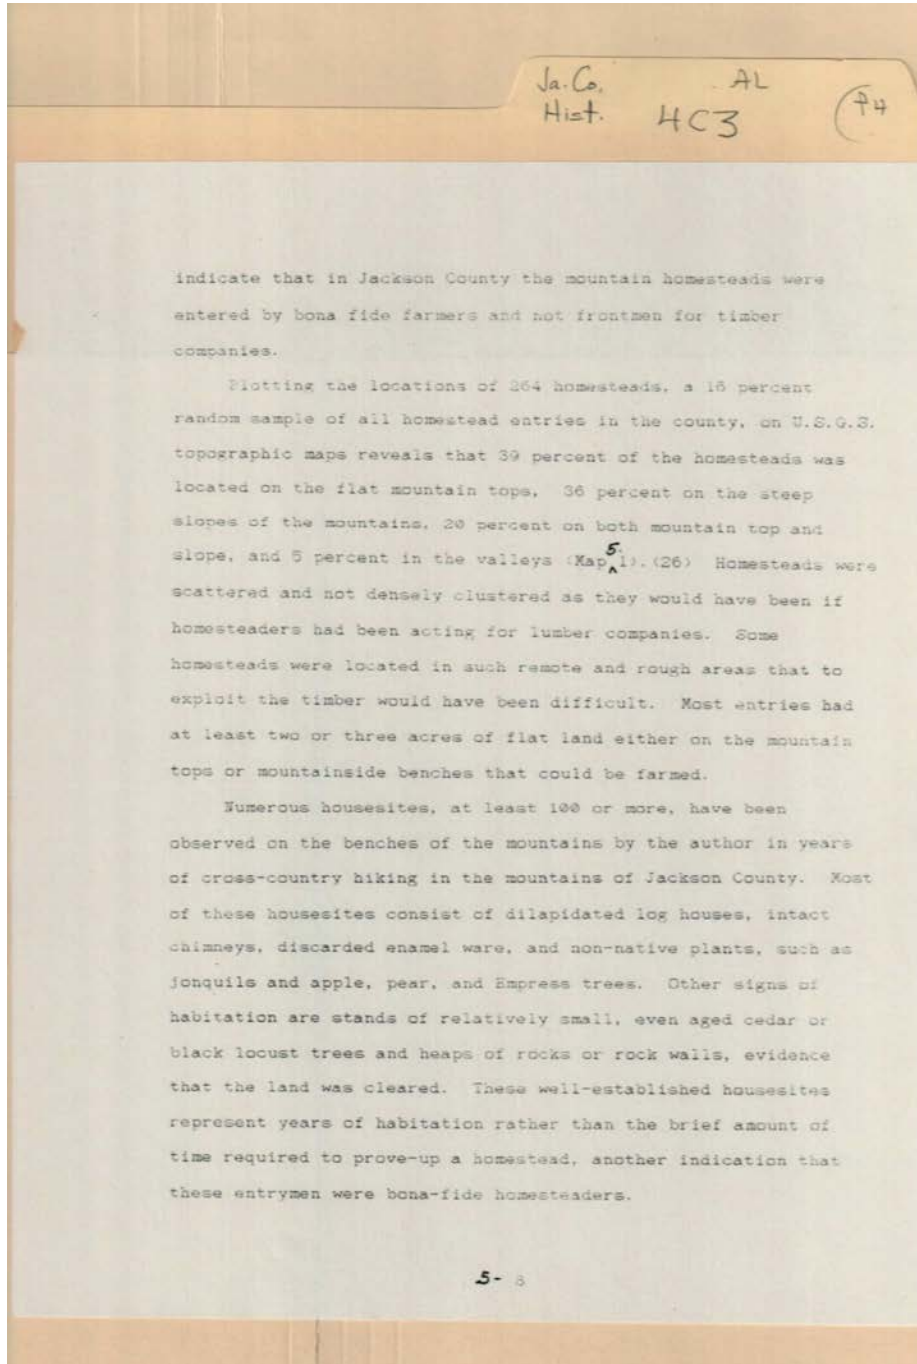 Ja. Co. AL
Hist. 4C3 P4
indicate that in Jackson County the mountain homesteads were
entered by bona fide farmers and not frontmen for timber
companies.
Plotting the locations of 264 homesteads, a 16 percent
random sample of all homestead entries in the county, on U.S.G.S.
topographic maps reveals that 39 percent of the homesteads was
located on the flat mountain tops, 36 percent on the steep
slopes of the mountains, 20 percent on both mountain top and
slope, and 5 percent in the valleys (Map 5.1).(26) Homesteads were
scattered and not densely clustered as they would have been if
homesteaders had been acting for lumber companies. Some
homesteads were located in such remote and rough areas that to
exploit the timber would have been difficult. Most entries had
at least two or three acres of flat land either on the mountain
tops or mountainside benches that could be farmed.
Numerous housesites, at least 100 or more, have been
observed on the benches of the mountains by the author in years
of cross-country hiking in the mountains of Jackson County. Most
of these housesites consist of dilapidated log houses, intact
chimneys, discarded enamel ware, and non-native plants, such as
jonquils and apple, pear, and Empress trees. Other signs of
habitation are stands of relatively small, even aged cedar or
black locust trees and heaps of rocks or rock walls, evidence
that the land was cleared. These well-established housesites
represent years of habitation rather than the brief amount of
time required to prove-up a homestead, another indication that
these entrymen were bona-fide homesteaders.
5- 8